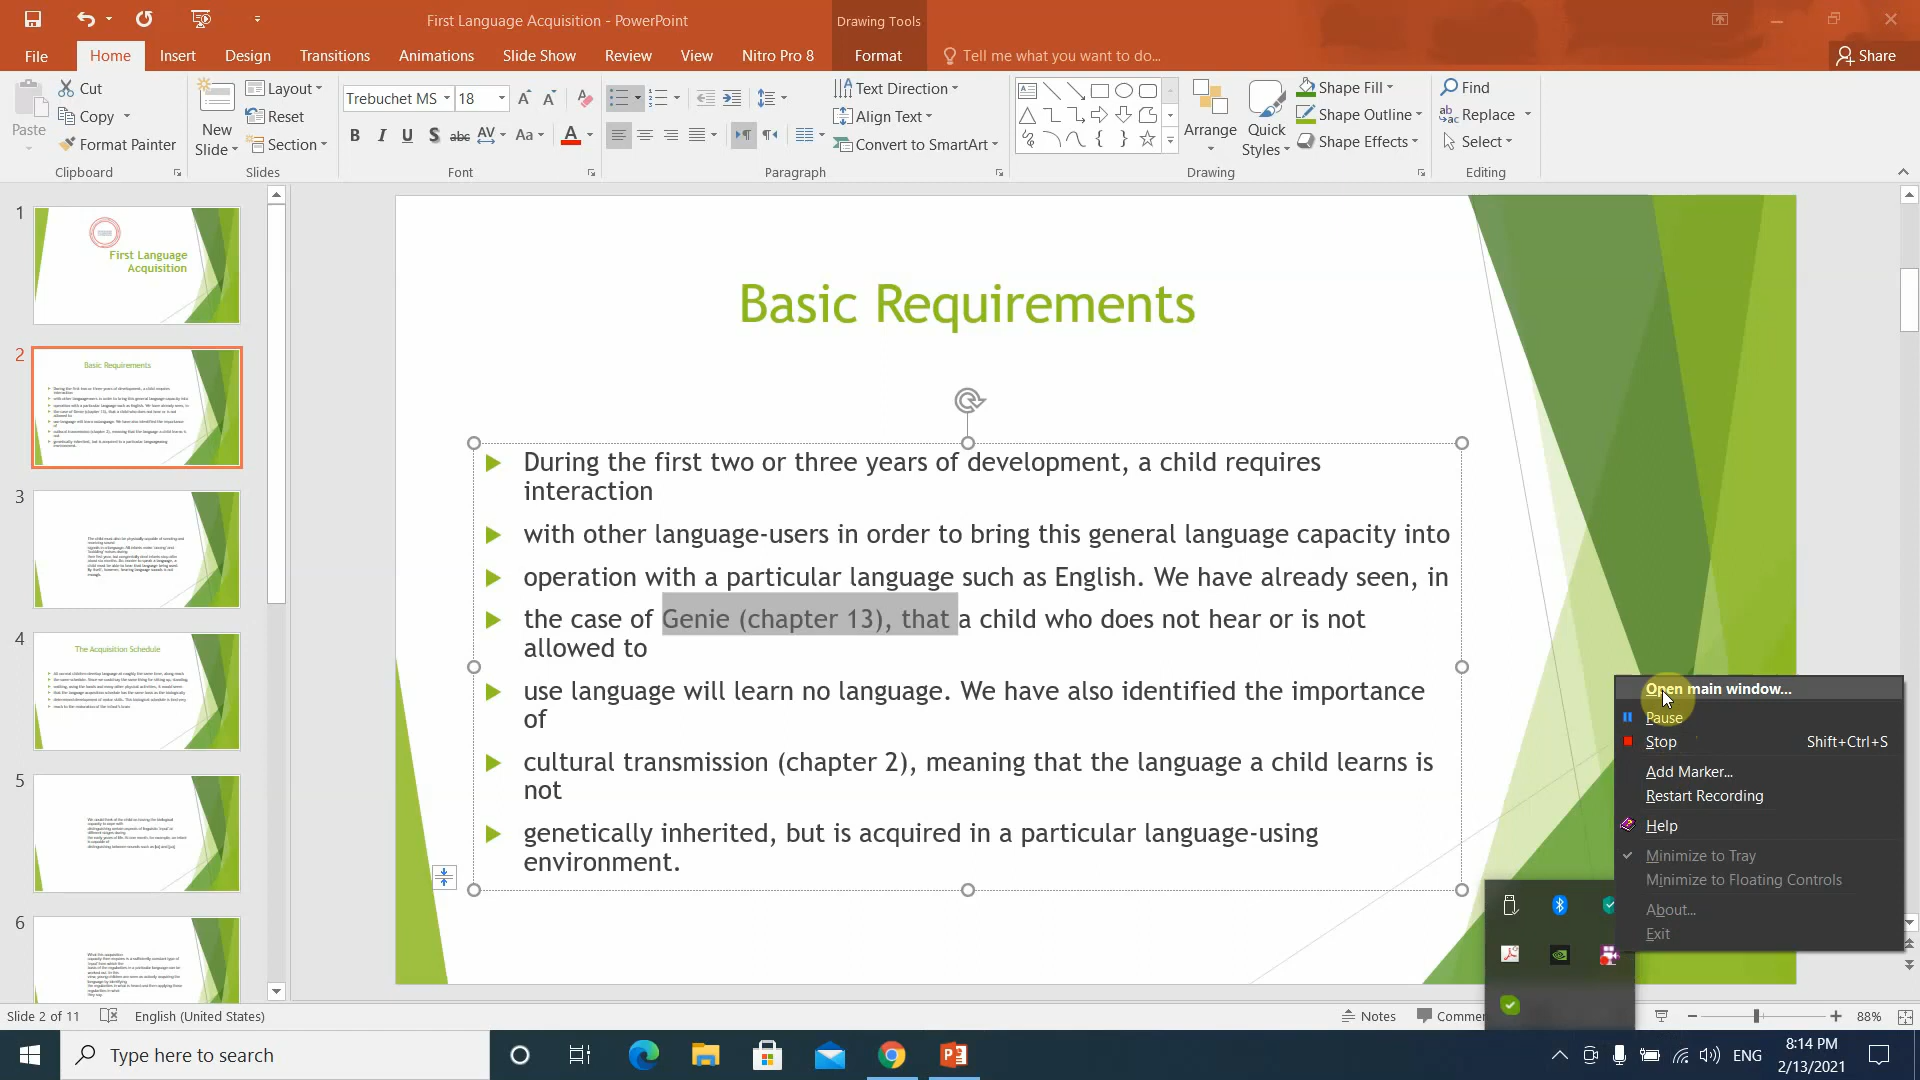 First Language Acquisition - PowerPoint
Drawing Tools
File
Home
Insert
Design
Transitions
Animations
Slide Show
Review
View
Nitro Pro 8
Format
Tell me what you want to do...
Share
Paste
Cut
Copy
Format Painter
Clipboard
New
Slide
Layout
Reset
Section
Slides
Trebuchet MS
18
B I U S abc AV Aa A
Font
Text Direction
Align Text
Convert to SmartArt
Paragraph
Arrange
Quick
Styles
Shape Fill
Shape Outline
Shape Effects
Drawing
Find
Replace
Select
Editing
1
First Language
Acquisition
2
Basic Requirements
3
4
The Acquisition Schedule
5
6
Basic Requirements
During the first two or three years of development, a child requires
interaction
with other language-users in order to bring this general language capacity into
operation with a particular language such as English. We have already seen, in
the case of Genie (chapter 13), that a child who does not hear or is not
allowed to
use language will learn no language. We have also identified the importance
of
cultural transmission (chapter 2), meaning that the language a child learns is
not
genetically inherited, but is acquired in a particular language-using
environment.
Open main window...
Pause
Stop Shift+Ctrl+S
Add Marker...
Restart Recording
Help
Minimize to Tray
Minimize to Floating Controls
About...
Exit
Slide 2 of 11
English (United States)
Notes
88%
Type here to search
ENG
8:14 PM
2/13/2021